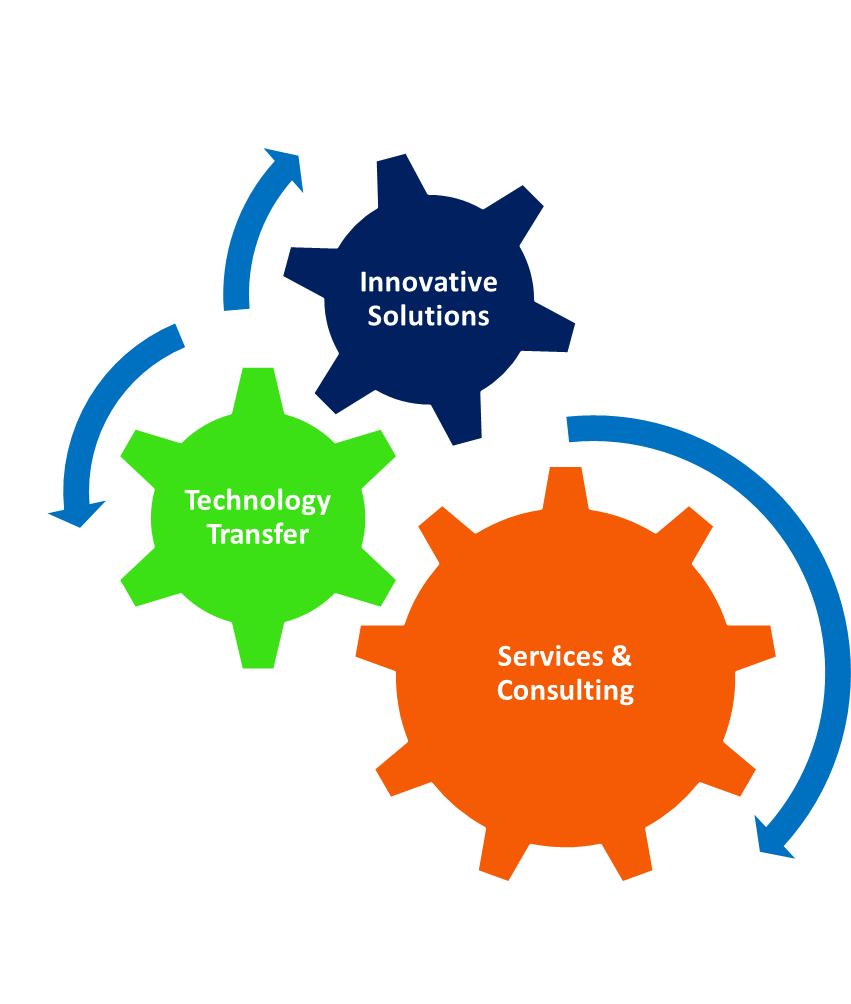 Innovative
Solutions
Technology
Transfer
Services &
Consulting